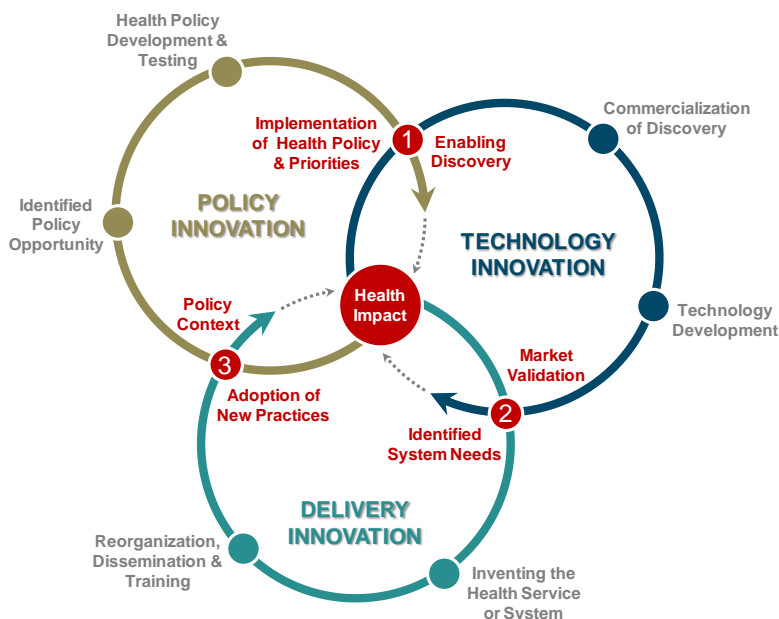 Health Policy
Development &
Testing
Implementation
of Health Policy
& Priorities
1
Enabling
Discovery
Commercialization
of Discovery
Identified
Policy
Opportunity
POLICY
INNOVATION
TECHNOLOGY
INNOVATION
Health
Impact
Policy
Context
Technology
Development
3
Adoption of
New Practices
Market
Validation
2
Identified
System Needs
DELIVERY
INNOVATION
Reorganization,
Dissemination &
Training
Inventing the
Health Service
or System